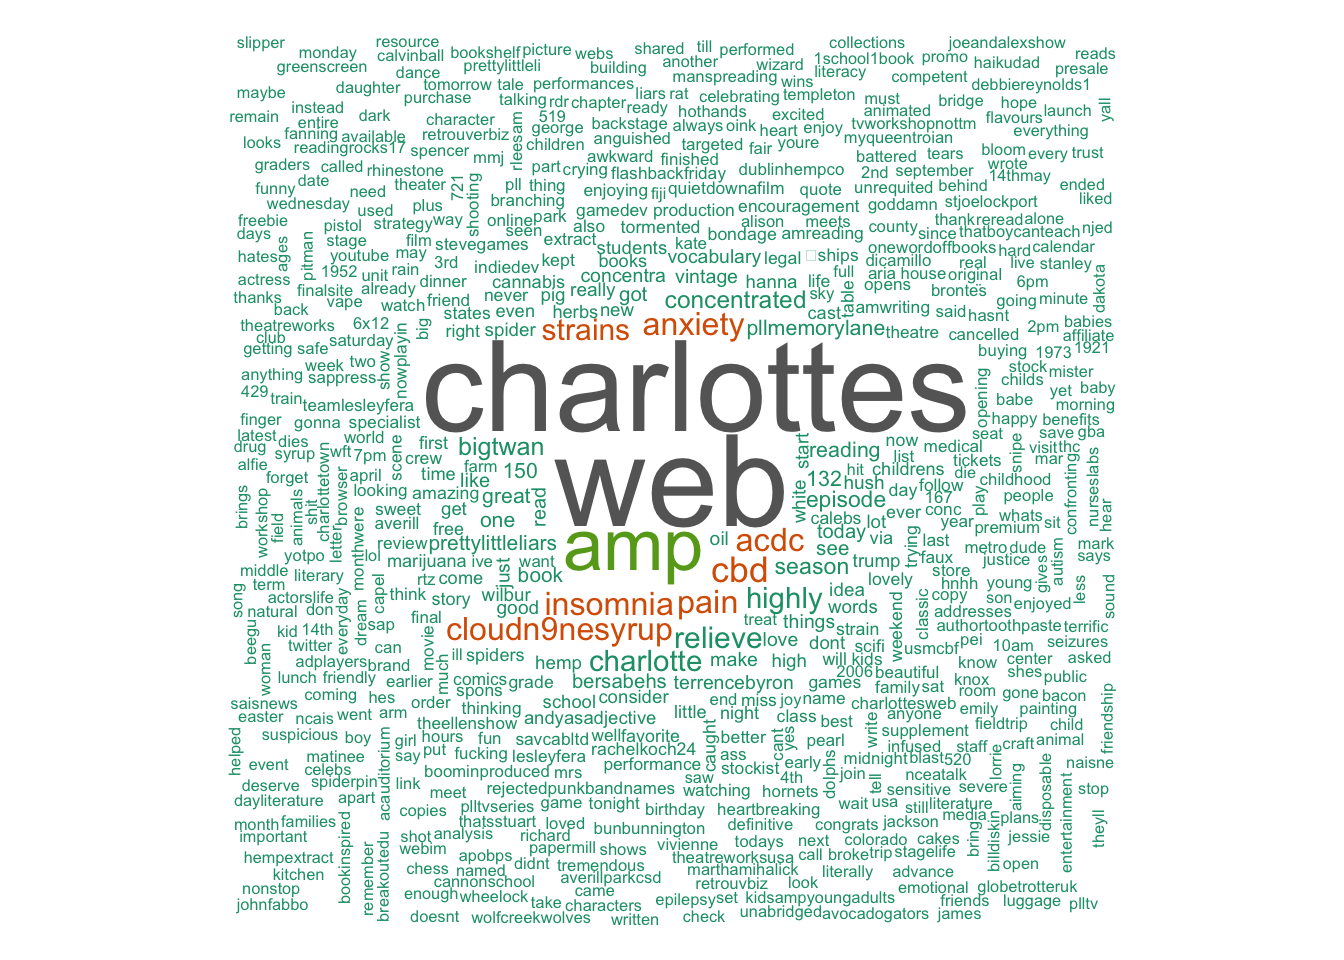 slipper resource collections joeandalexshow
monday calvinball bookshelf picture webs shared till performed 1school1book promo haikudad reads
greenscreen dance prettylittleli building another wizard literacy competent presale
maybe daughter tomorrow tale performances manspreading wins debbiereynolds1
remain instead purchase talking rdr chapter liars rat celebrating templeton must bridge hope launch yall
entire dark character 519 ready hothands excited animated flavours
looks fanning available retrouverbiz rleesam george backstage always oink heart enjoy tvworkshopnottm everything
readingrocks17 spencer mmj children anguished targeted fair youre myqueentroian bloom every trust
graders called rhinestone part crying awkward finished dublinhempco battered tears wrote
funny date need theater 721 pll thing flashbackfriday 2nd september 14thmay ended
wednesday used plus shooting branching enjoying fiji quietdownafilm quote unrequited behind liked
freebie pistol strategy way online park gamedev production encouragement goddamn stjoelockport
days ages pitman stage film seen also tormented alison meets county since thankrereadalone thatboycanteach njed
hates youtube may stevegames extract students kate bondage amreading onewordoffbooks hard calendar
actress 1952 unit rain 3rd indiedev kept books vocabulary legal ships dicamillo real live stanley
finalsite already dinner cannabis concentra vintage hanna life full aria house original 6pm dakota
thanks vape watch friend never pig really got concentrated sky table opens brontës going minute
back states even herbs new cast amwriting said hasnt
theatreworks 6x12 big right spider strains anxiety pllmemorylane theatre cancelled 2pm babies
club saturday nowplayin affiliate
getting safe week two show charlottes buying 1973 1921
anything sappress stock mister
429 train opening childs yet baby
teamlesleyfera babe morning
finger gonna specialist happy benefits
latest dies world first bigtwan start reading now medical seat snipe save gba
drug syrup wft 7pm scene crew farm web list tickets mar visit thc
alfie april time like 150 132 hush hit childrens die childhood
forget charlottetown browser looking amazing great white episode day follow play confronting nurseslabs
brings workshop field animals shit letter sweet get read calebs lot ever 167 conc people hear
averill free one today via year premium whats sit
yotpo monthwere lol review prettylittleliars amp oil acdc see trying last metro dude mark
middle literary marijuana ive just want cbd season trump faux justice says
term rtz come book store young gives autism
song actorslife capel think story wilbur insomnia pain highly idea lovely hnnh copy son less sound
natural don everyday dream sap good words weekend classic addresses enjoyed
beegu kid 14th final cloudn9nesyrup relieve treat things strain authortoothpaste terrific
twitter can movie love dont scifi usmcbf pei 10am seizures
woman adplayers brand ill spiders hemp charlotte make high will kids know center asked
lunch friendly earlier much comics grade bersabehs terrencebyron 2006 beautiful knox shes public
coming hes spons games family sat room gone bacon
saisnews order thinking school consider end miss joy name charlottesweb emily painting
easter ncais went arm theellenshow andyasadjective little night class best write anyone fieldtrip child friendship
helped suspicious boy acauditorium girl hours fun savcabltd wellfavorite caught better cant yes pearl supplement craft animal
matinee say put fucking lesleyfera rachelkoch24 ass midnight infused staff lorrie
event celebs boominproduced mrs performance stockist early dolphs blast 520 naisne
deserve spiderpin link saw 4th join tell nceatalk severe aiming disposable stop
dayliterature apart meet rejectedpunkbandnames watching hornets sensitive entertainment
month families copies plltvseries game tonight birthday heartbreaking wait usa still literature plans theyll
important thatsstuart loved bunbunnington definitive congrats jackson media bring billdiskin
shot analysis richard vivienne todays next colorado cakes jessie
hempextract bookinspired remember breakoutedu webim apobps papermill shows theatreworksusa call broke trip stagelife open
kitchen chess named didnt tremendous marthamihalick literally advance
nonstop cannonschool averillparkcsd retrouvbiz look emotional globetrotteruk
johnfabbo enough wheelock take came characters epilepsyset kidsampyoungadults friends luggage plltv
doesnt wolfcreekwolves written check unabridged avocadogators james